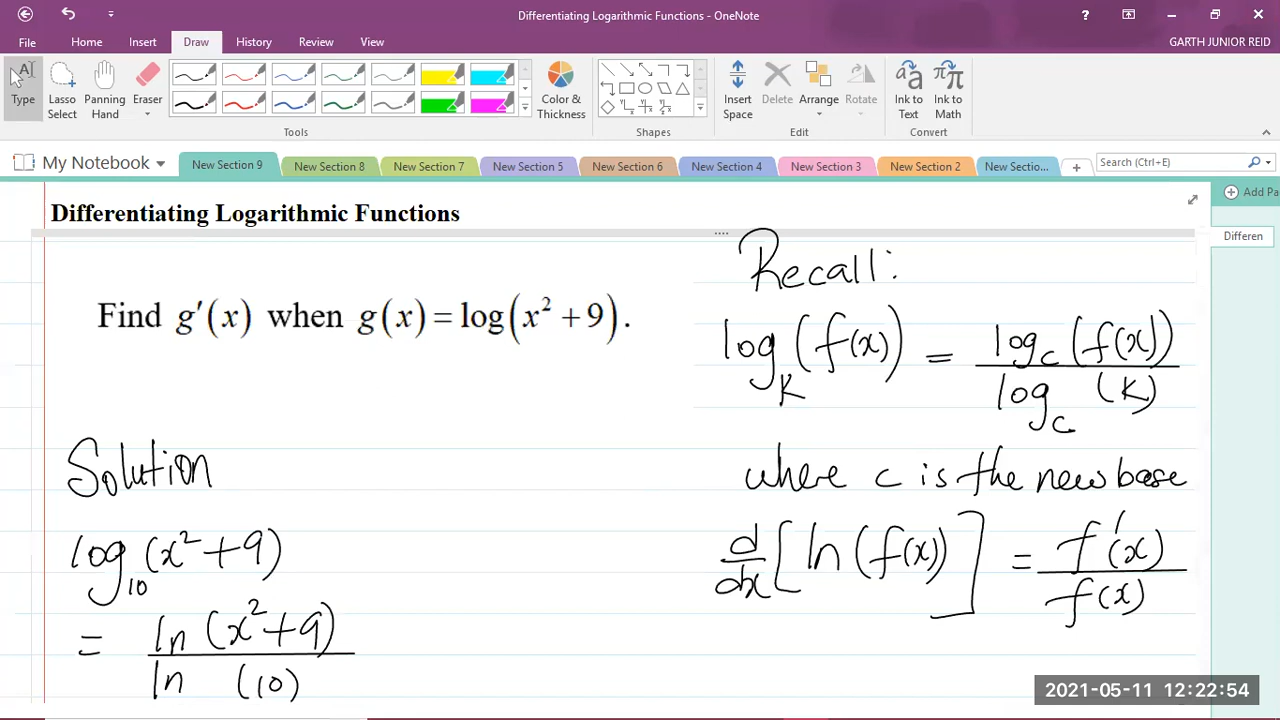 Differentiating Logarithmic Functions - OneNote
?
File Home Insert Draw History Review View
GARTH JUNIOR REID
Type
Lasso Select
Panning Hand
Eraser
Color & Thickness
Insert Space
Delete
Arrange
Rotate
Ink to Text
Ink to Math
Tools
Shapes
Edit
Convert
My Notebook
New Section 9 New Section 8 New Section 7 New Section 5 New Section 6 New Section 4 New Section 3 New Section 2 New Sectio... +
Search (Ctrl+E)
Add Pa
Differen
Differentiating Logarithmic Functions
Find g′(x) when g(x) = log(x² + 9).
Solution
log₁₀ (x² + 9)
= ln (x² + 9) / ln (10)
Recall:
log_K (f(x)) = log_c (f(x)) / log_c (K)
where c is the new base
d/dx [ln (f(x))] = f′(x) / f(x)
2021-05-11 12:22:54